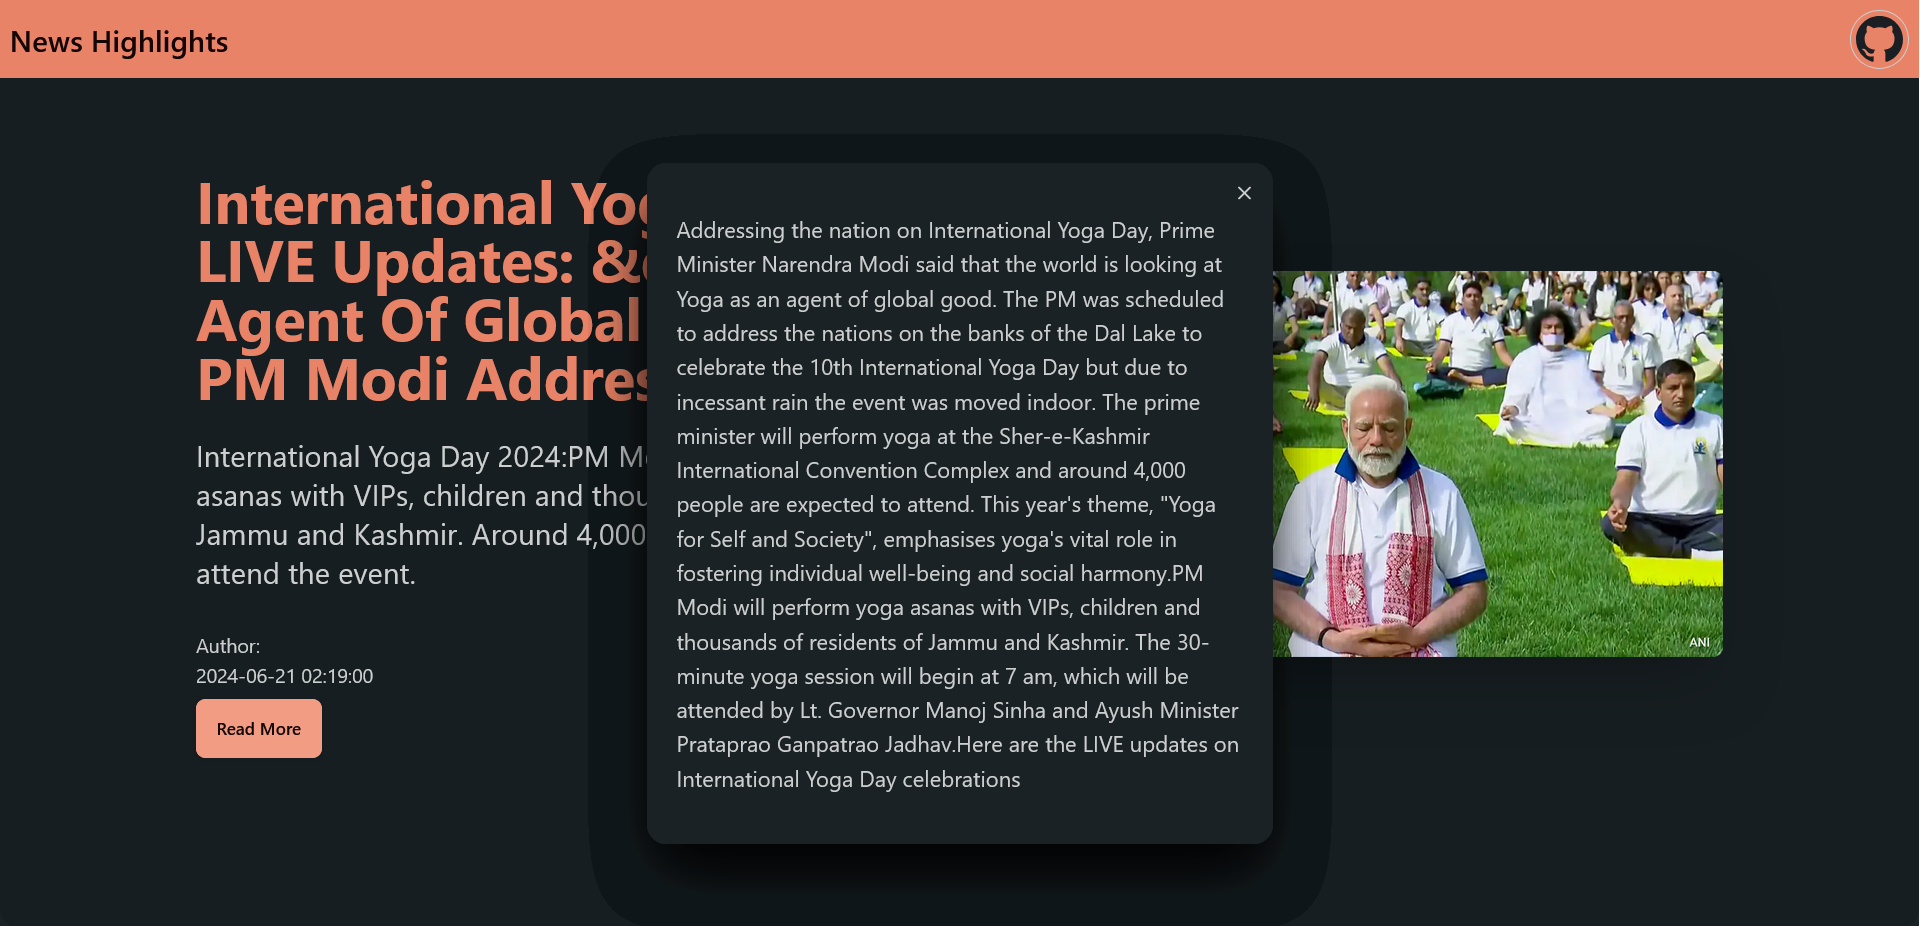 News Highlights
International Yog
LIVE Updates: &
Agent Of Global
PM Modi Addres
International Yoga Day 2024:PM M
asanas with VIPs, children and thou
Jammu and Kashmir. Around 4,000
attend the event.
Author:
2024-06-21 02:19:00
Read More
Addressing the nation on International Yoga Day, Prime
Minister Narendra Modi said that the world is looking at
Yoga as an agent of global good. The PM was scheduled
to address the nations on the banks of the Dal Lake to
celebrate the 10th International Yoga Day but due to
incessant rain the event was moved indoor. The prime
minister will perform yoga at the Sher-e-Kashmir
International Convention Complex and around 4,000
people are expected to attend. This year's theme, "Yoga
for Self and Society", emphasises yoga's vital role in
fostering individual well-being and social harmony.PM
Modi will perform yoga asanas with VIPs, children and
thousands of residents of Jammu and Kashmir. The 30-
minute yoga session will begin at 7 am, which will be
attended by Lt. Governor Manoj Sinha and Ayush Minister
Prataprao Ganpatrao Jadhav.Here are the LIVE updates on
International Yoga Day celebrations
ANI